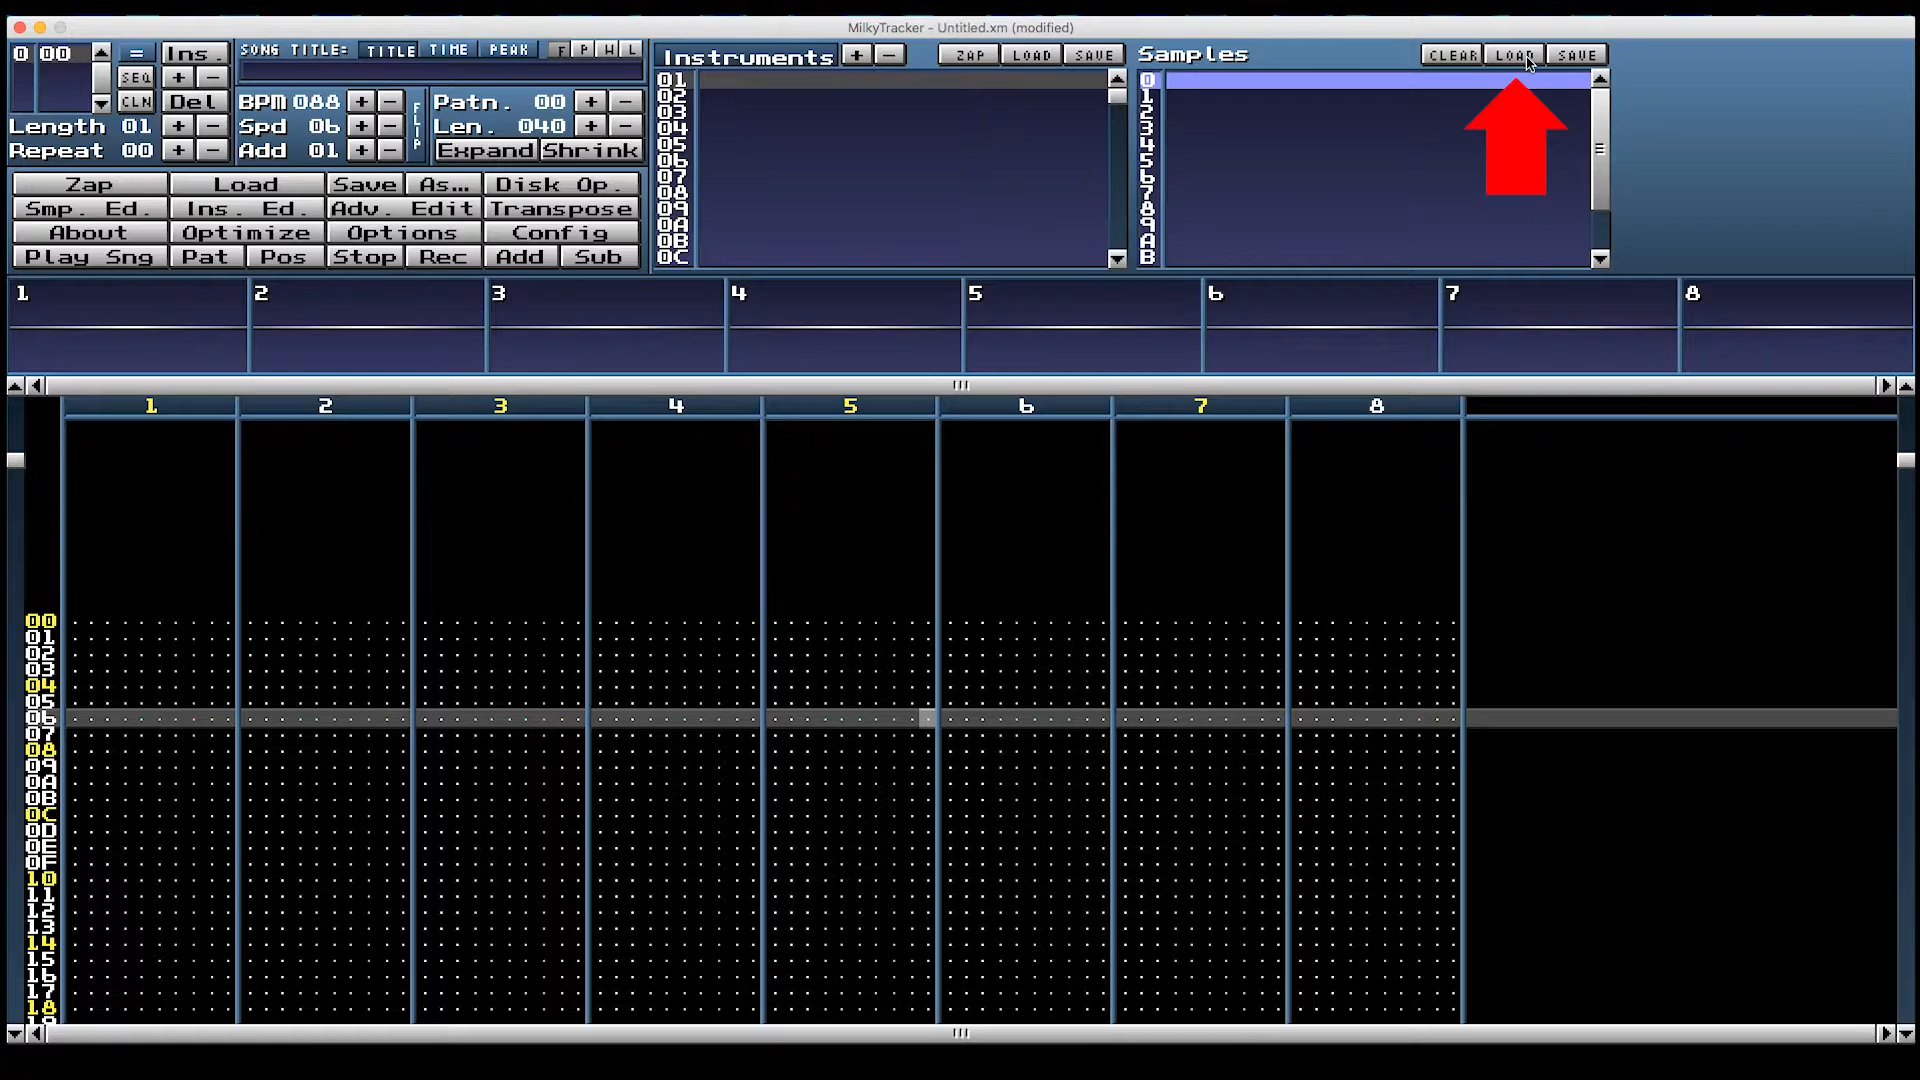 MilkyTracker - Untitled.xm (modified)
0 00 = Ins.
SEQ + -
CLN Del
Length 01 + -
Repeat 00 + -
SONG TITLE: TITLE TIME PEAK F P W L
BPM 088 + -
Spd 06 + -
Add 01 + -
FLIP
Patn. 00 + -
Len. 040 + -
Expand Shrink
Zap Load Save As... Disk Op.
Smp. Ed. Ins. Ed. Adv. Edit Transpose
About Optimize Options Config
Play Sng Pat Pos Stop Rec Add Sub
Instruments + - ZAP LOAD SAVE
01
02
03
04
05
06
07
08
09
0A
0B
0C
Samples CLEAR LOAD SAVE
0
1
2
3
4
5
6
7
8
9
A
B
1 2 3 4 5 6 7 8
1 2 3 4 5 6 7 8
00
01
02
03
04
05
06
07
08
09
0A
0B
0C
0D
0E
0F
10
11
12
13
14
15
16
17
18